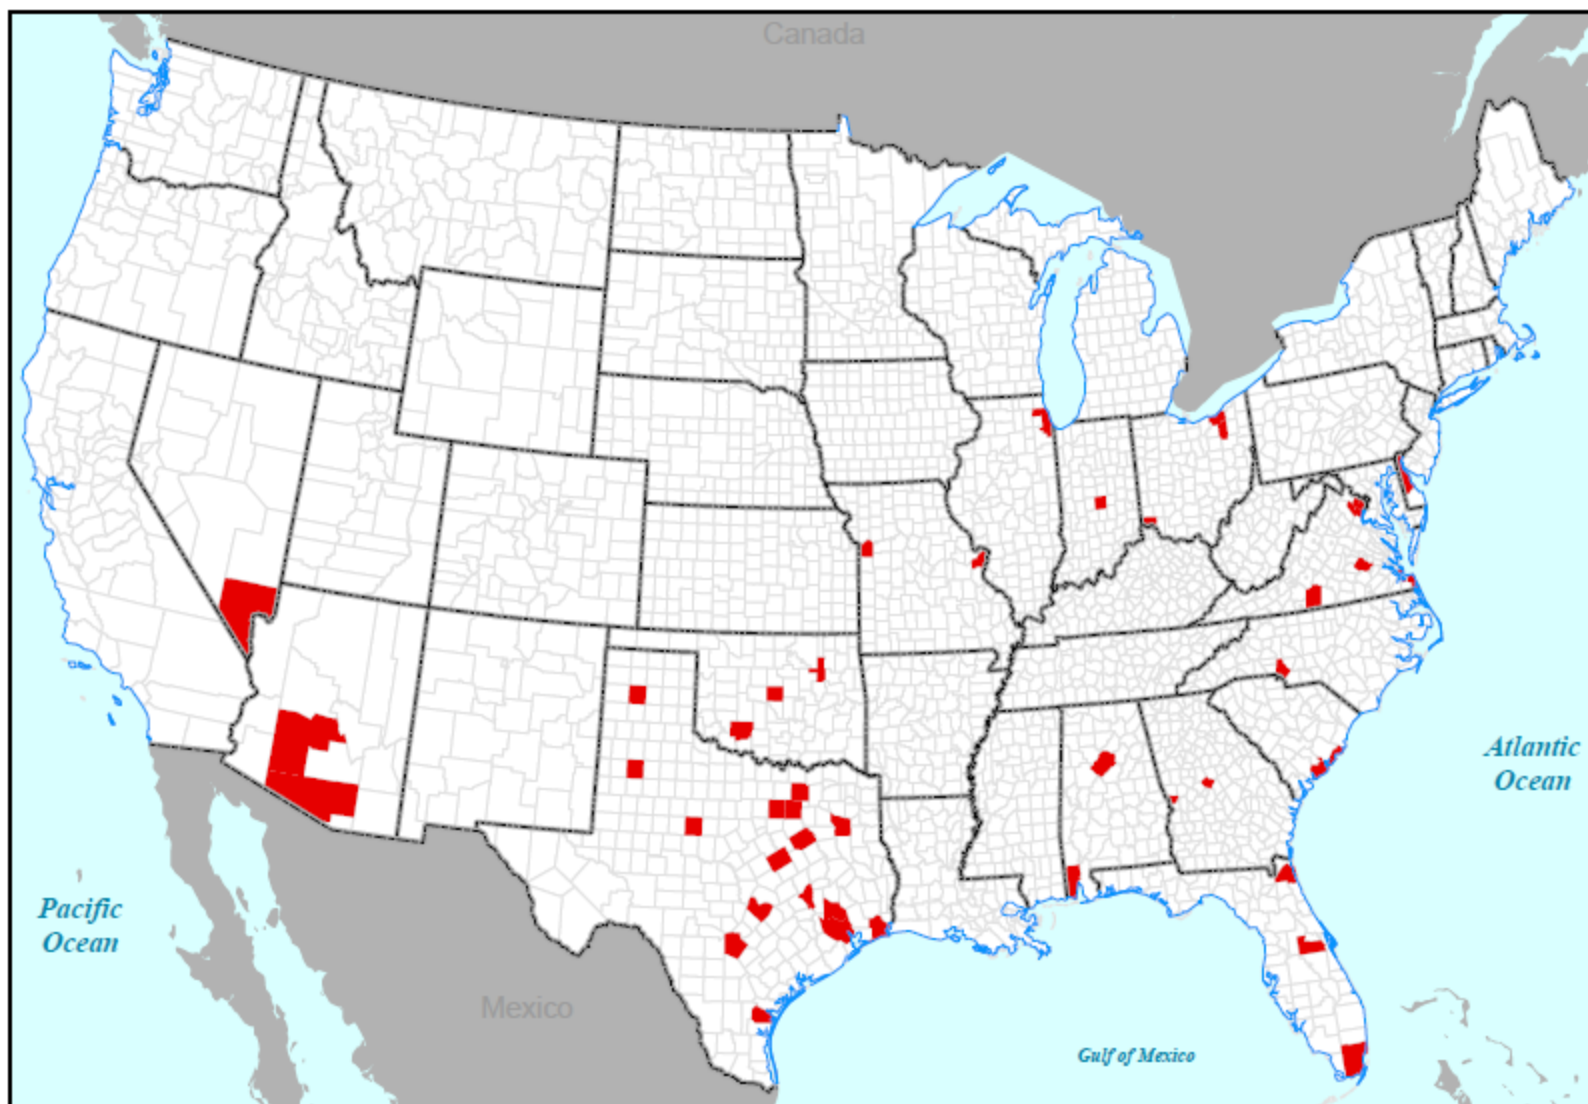 Canada
Atlantic
Ocean
Pacific
Ocean
Mexico
Gulf of Mexico